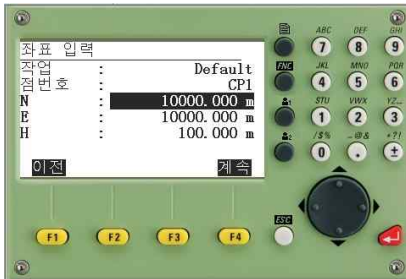 좌표 입력
작업 : Default
점번호 : CP1
N : 10000.000 m
E : 10000.000 m
H : 100.000 m
이전 계속
F1 F2 F3 F4
ABC DEF GHI
7 8 9
FNC JKL MNO PQR
4 5 6
STU VWX YZ...
1 2 3
/$% _@& *?!
0 . ±
ESC